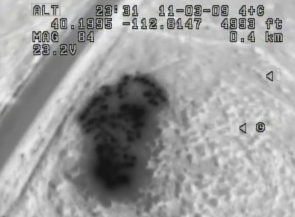 ALT 23:31 11-03-09 4+C
40.1995 -112.8147 4993 ft
MAG 84 0.4 km
23.2V